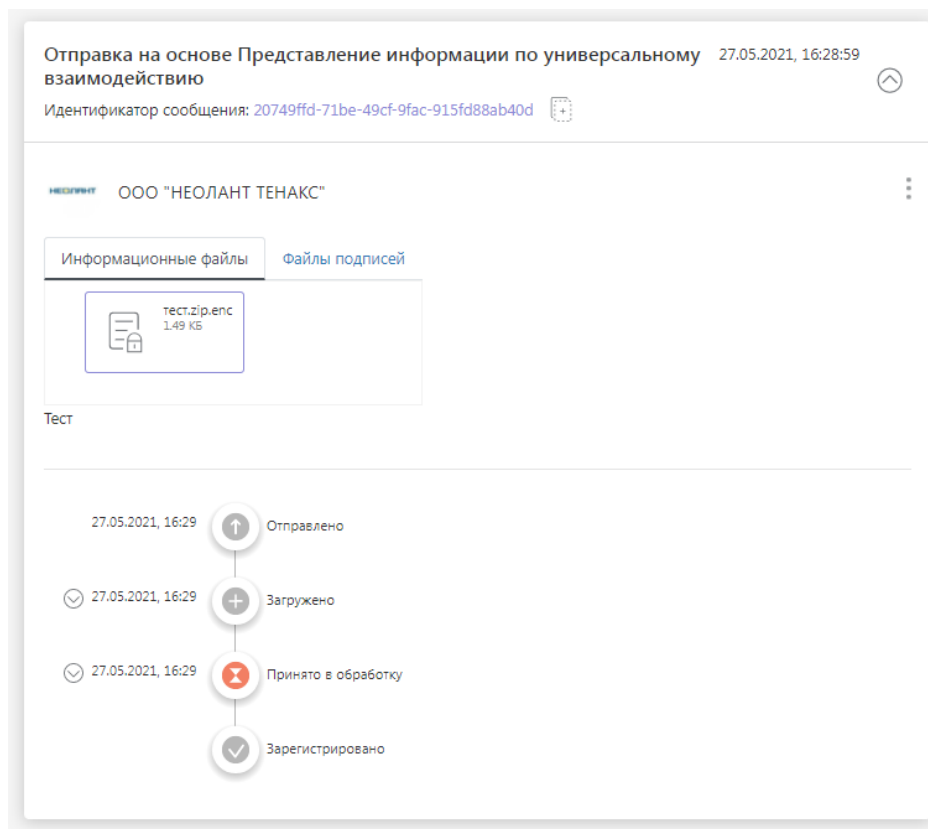 Отправка на основе Представление информации по универсальному 27.05.2021, 16:28:59
взаимодействию
Идентификатор сообщения: 20749ffd-71be-49cf-9fac-915fd88ab40d
НЕОЛАНТ ООО "НЕОЛАНТ ТЕНАКС"
Информационные файлы Файлы подписей
тест.zip.enc
1.49 КБ
Тест
27.05.2021, 16:29 Отправлено
27.05.2021, 16:29 Загружено
27.05.2021, 16:29 Принято в обработку
Зарегистрировано